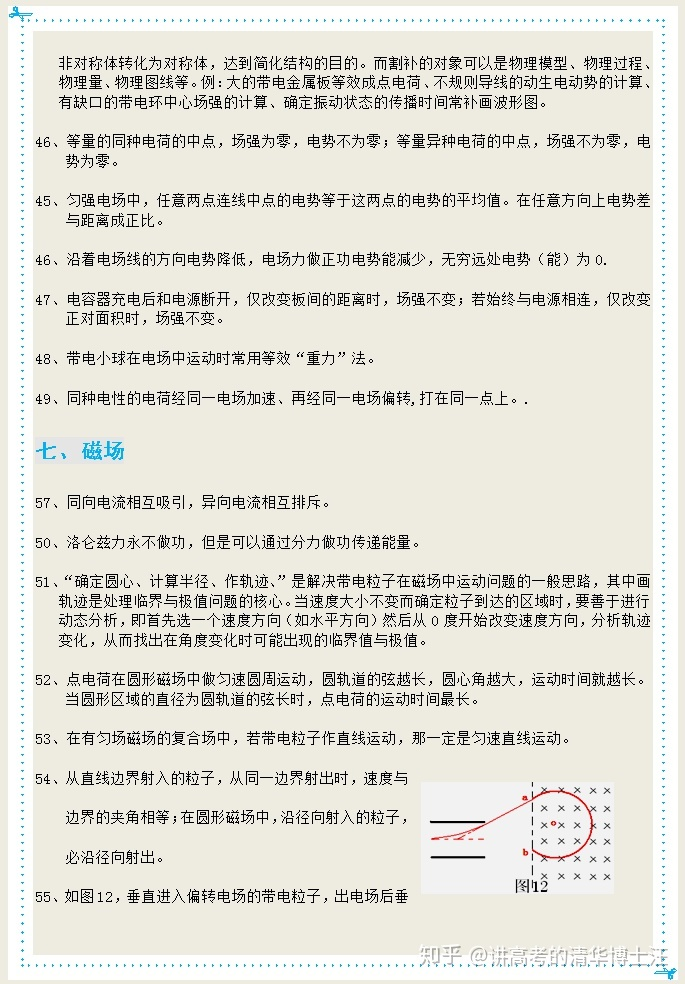 非对称体转化为对称体，达到简化结构的目的。而割补的对象可以是物理模型、物理过程、
物理量、物理图线等。例：大的带电金属板等效成点电荷、不规则导线的动生电动势的计算、
有缺口的带电环中心场强的计算、确定振动状态的传播时间常补画波形图。
46、等量的同种电荷的中点，场强为零，电势不为零；等量异种电荷的中点，场强不为零，电
势为零。
45、匀强电场中，任意两点连线中点的电势等于这两点的电势的平均值。在任意方向上电势差
与距离成正比。
46、沿着电场线的方向电势降低，电场力做正功电势能减少，无穷远处电势（能）为0.
47、电容器充电后和电源断开，仅改变板间的距离时，场强不变；若始终与电源相连，仅改变
正对面积时，场强不变。
48、带电小球在电场中运动时常用等效“重力”法。
49、同种电性的电荷经同一电场加速、再经同一电场偏转,打在同一点上。.
七、磁场
57、同向电流相互吸引，异向电流相互排斥。
50、洛仑兹力永不做功，但是可以通过分力做功传递能量。
51、“确定圆心、计算半径、作轨迹、”是解决带电粒子在磁场中运动问题的一般思路，其中画
轨迹是处理临界与极值问题的核心。当速度大小不变而确定粒子到达的区域时，要善于进行
动态分析，即首先选一个速度方向（如水平方向）然后从0度开始改变速度方向，分析轨迹
变化，从而找出在角度变化时可能出现的临界值与极值。
52、点电荷在圆形磁场中做匀速圆周运动，圆轨道的弦越长，圆心角越大，运动时间就越长。
当圆形区域的直径为圆轨道的弦长时，点电荷的运动时间最长。
53、在有匀场磁场的复合场中，若带电粒子作直线运动，那一定是匀速直线运动。
54、从直线边界射入的粒子，从同一边界射出时，速度与
边界的夹角相等；在圆形磁场中，沿径向射入的粒子，
必沿径向射出。
a
o
b
图12
55、如图12，垂直进入偏转电场的带电粒子，出电场后垂
知乎 @讲高考的清华博士汪